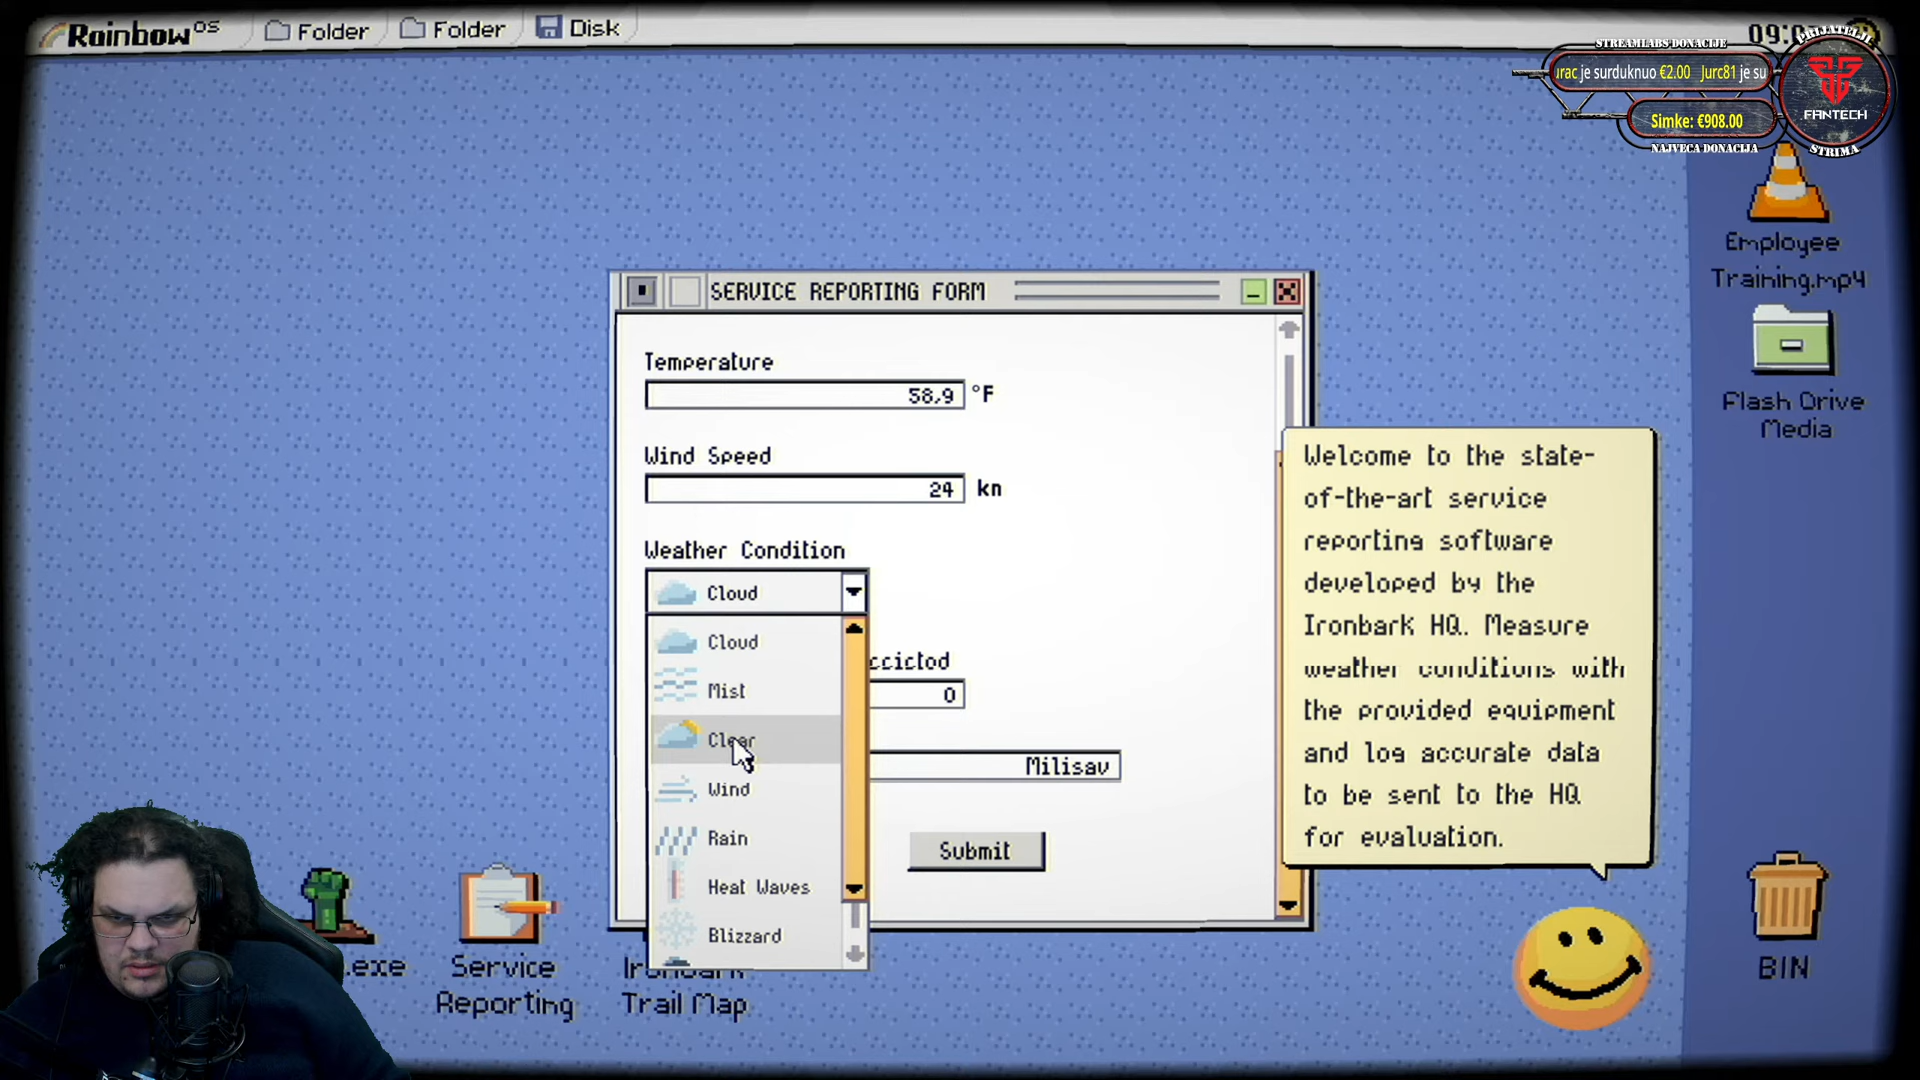 Rainbow OS
Folder
Folder
Disk
STREAMLABS DONACIJE
urac je surduknuo €2.00 Jurc81 je su
Simke: €908.00
NAJVECA DONACIJA
PRIJATELJI
FANTECH
STRIMA
Employee
Training.mp4
Flash Drive
Media
SERVICE REPORTING FORM
Temperature
58,9 °F
Wind Speed
24 kn
Weather Condition
Cloud
Cloud
Mist
Clear
Wind
Rain
Heat Waves
Blizzard
0
Milisav
Submit
Welcome to the state-
of-the-art service
reporting software
developed by the
Ironbark HQ. Measure
weather conditions with
the provided equipment
and log accurate data
to be sent to the HQ
for evaluation.
.exe
Service
Reporting
Trail Map
BIN